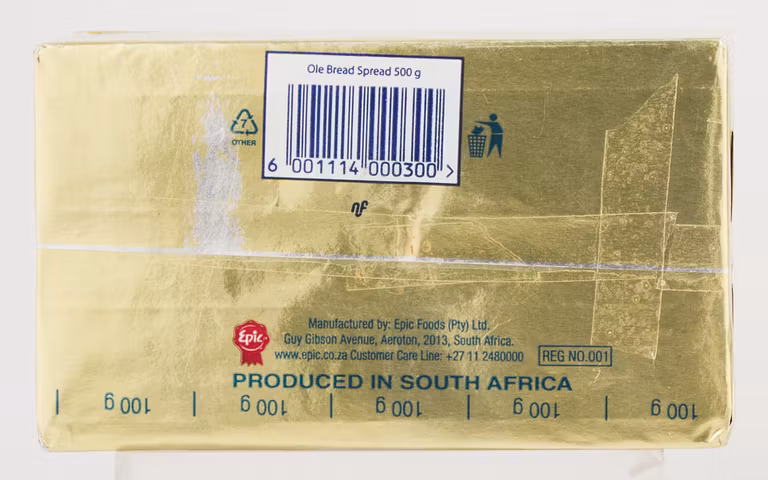 Ole Bread Spread 500 g
7
OTHER
6 001114 000300 >
Epic
Manufactured by: Epic Foods (Pty) Ltd.
Guy Gibson Avenue, Aeroton, 2013, South Africa.
www.epic.co.za Customer Care Line: +27 11 2480000 REG NO.001
PRODUCED IN SOUTH AFRICA
100 g 100 g 100 g 100 g 100 g